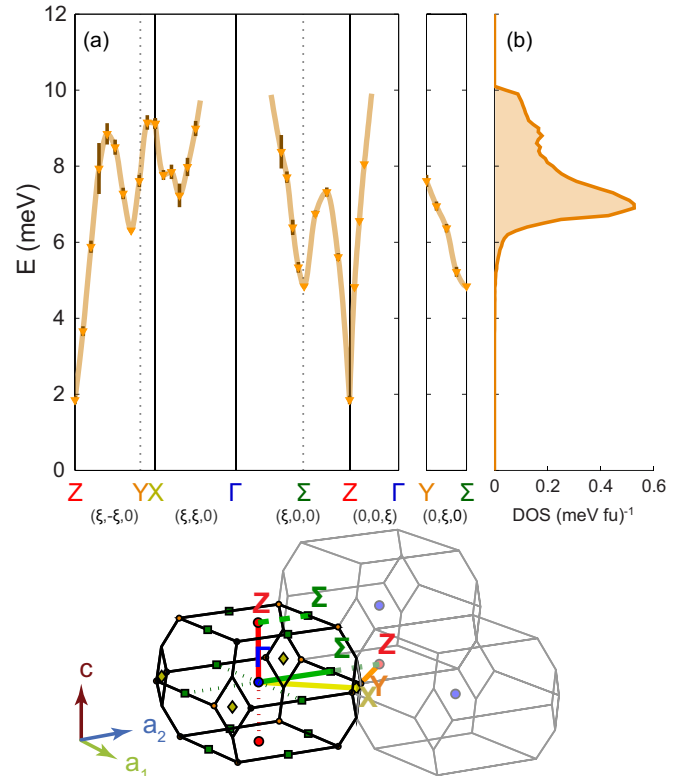 (a)
(b)
12
10
8
6
4
2
0
E (meV)
Z Y X Γ Σ Z Γ Y Σ
(ξ,-ξ,0) (ξ,ξ,0) (ξ,0,0) (0,0,ξ) (0,ξ,0)
0 0.2 0.4 0.6
DOS (meV fu)⁻¹
Z Σ
Γ Σ Z
Y
X
c
a₂
a₁